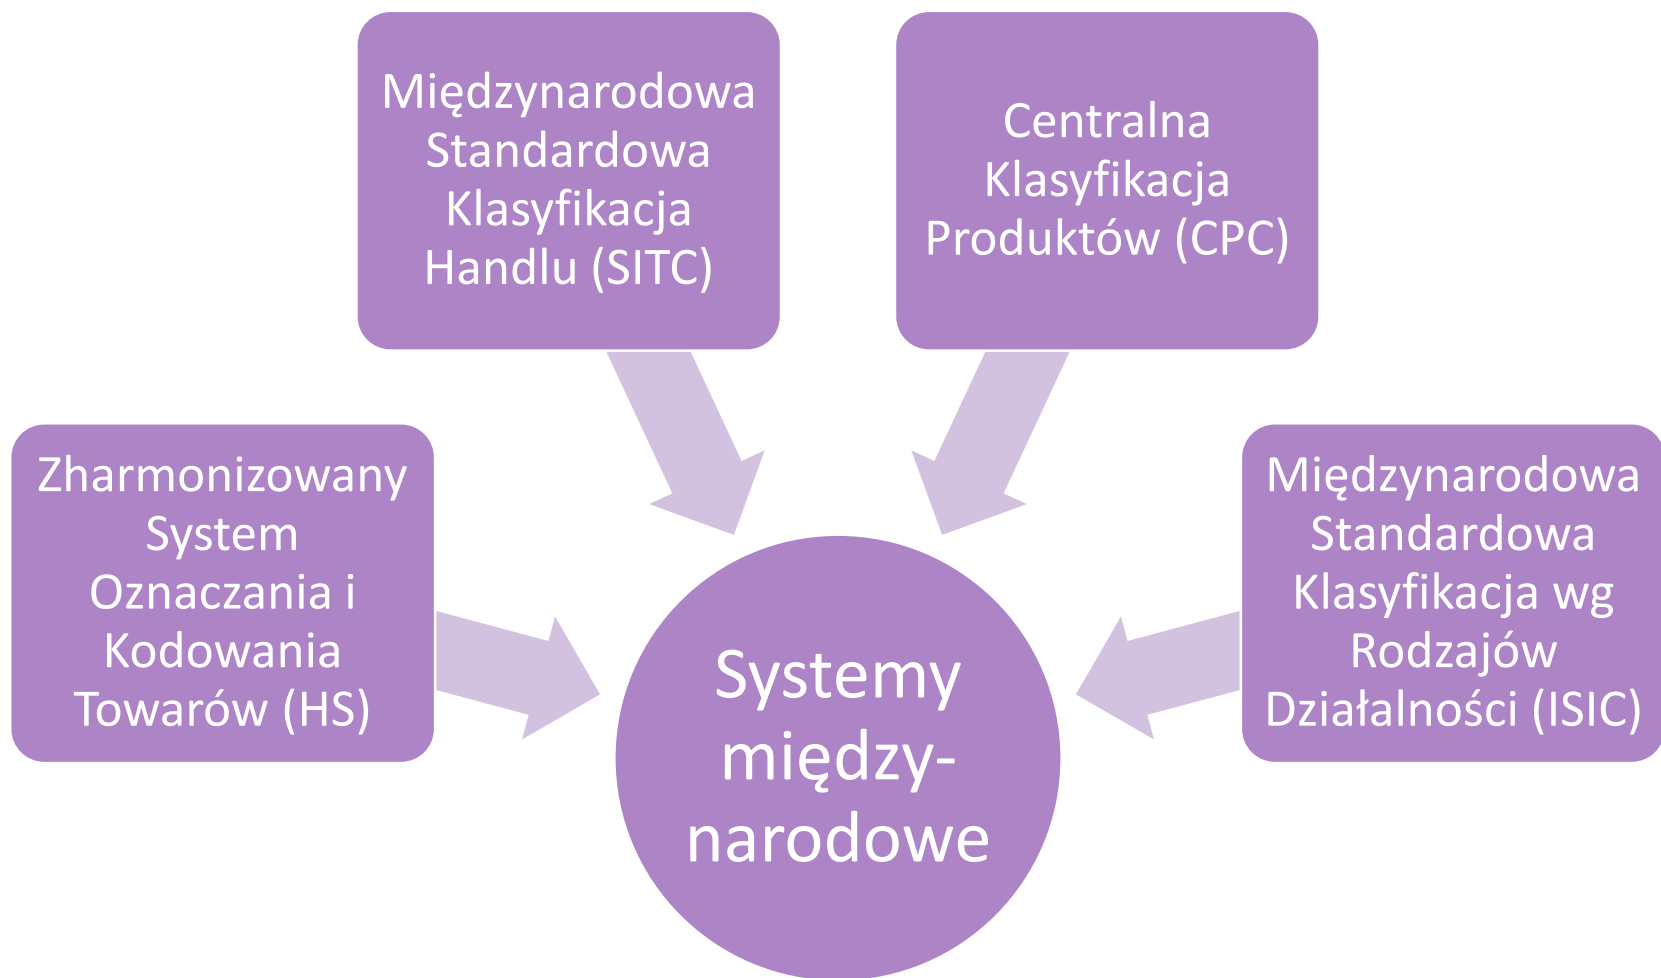 Międzynarodowa
Standardowa
Klasyfikacja
Handlu (SITC)
Centralna
Klasyfikacja
Produktów (CPC)
Zharmonizowany
System
Oznaczania i
Kodowania
Towarów (HS)
Międzynarodowa
Standardowa
Klasyfikacja wg
Rodzajów
Działalności (ISIC)
Systemy
między-
narodowe